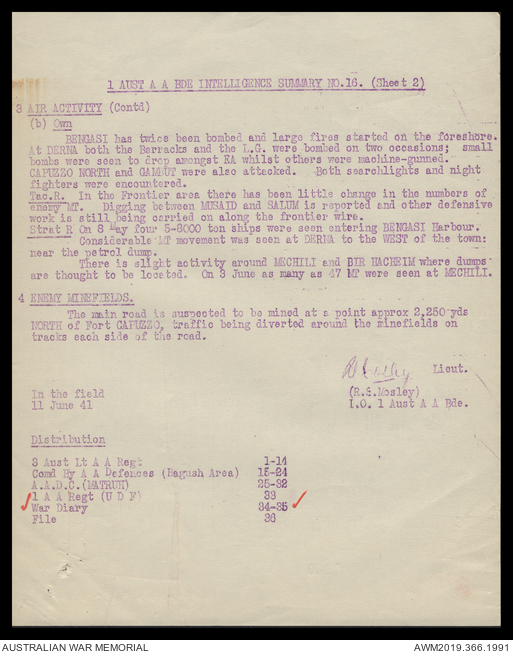 1 AUST A A BDE INTELLIGENCE SUMMARY NO.16. (Sheet 2)
3 AIR ACTIVITY (Contd)
(b) Own
BENGASI has twice been bombed and large fires started on the foreshore.
At DERNA both the Berracks and the L.G. were bombed on two occasions; small
bombs were seen to drop amongst EA whilst others were machine-gunned.
CAPUZZO NORTH and GAMBUT were also attacked. Both searchlights and night
fighters were encountered.
Tac.R. In the Frontier area there has been little change in the numbers of
enemy MT. Digging between MUSAID and SALUM is reported and other defensive
work is still being carried on along the frontier wire.
Strat R On 8 May four 5-8000 ton ships were seen entering BENGASI Harbour.
Considerable MT movement was seen at DERNA to the WEST of the town:
near the petrol dump.
There is slight activity around MECHILI and BIR HACHEIM where dumps
are thought to be located. On 3 June as many as 47 MT were seen at MECHILI.
4 ENEMY MINEFIELDS.
The main road is suspected to be mined at a point approx 2,250 yds
NORTH of Fort CAPUZZO, traffic being diverted around the minefields on
tracks each side of the road.
Lieut.
In the field (R.S.Mosley)
11 June 41 I.O. 1 Aust A A Bde.
Distribution
3 Aust Lt A A Regt 1-14
Comd By A A Defences (Bagush Area) 15-24
A.A.D.C.(MATRUH) 25-32
1 A A Regt (U D F) 33
War Diary 34-35
File 36
AUSTRALIAN WAR MEMORIAL AWM2019.366.1991